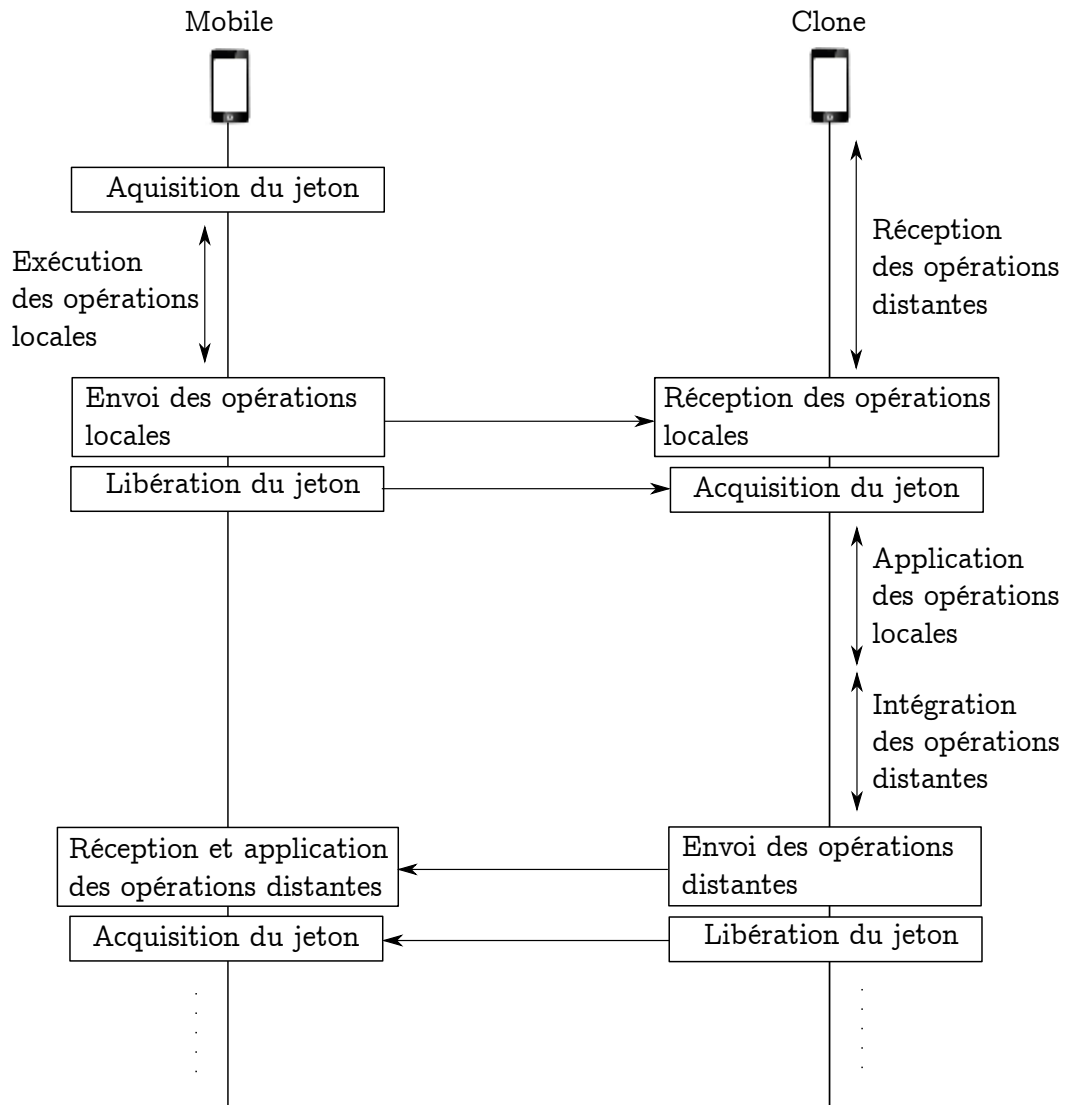 Mobile
Clone
Aquisition du jeton
Exécution
des opérations
locales
Réception
des opérations
distantes
Envoi des opérations
locales
Réception des opérations
locales
Libération du jeton
Acquisition du jeton
Application
des opérations
locales
Intégration
des opérations
distantes
Réception et application
des opérations distantes
Envoi des opérations
distantes
Acquisition du jeton
Libération du jeton